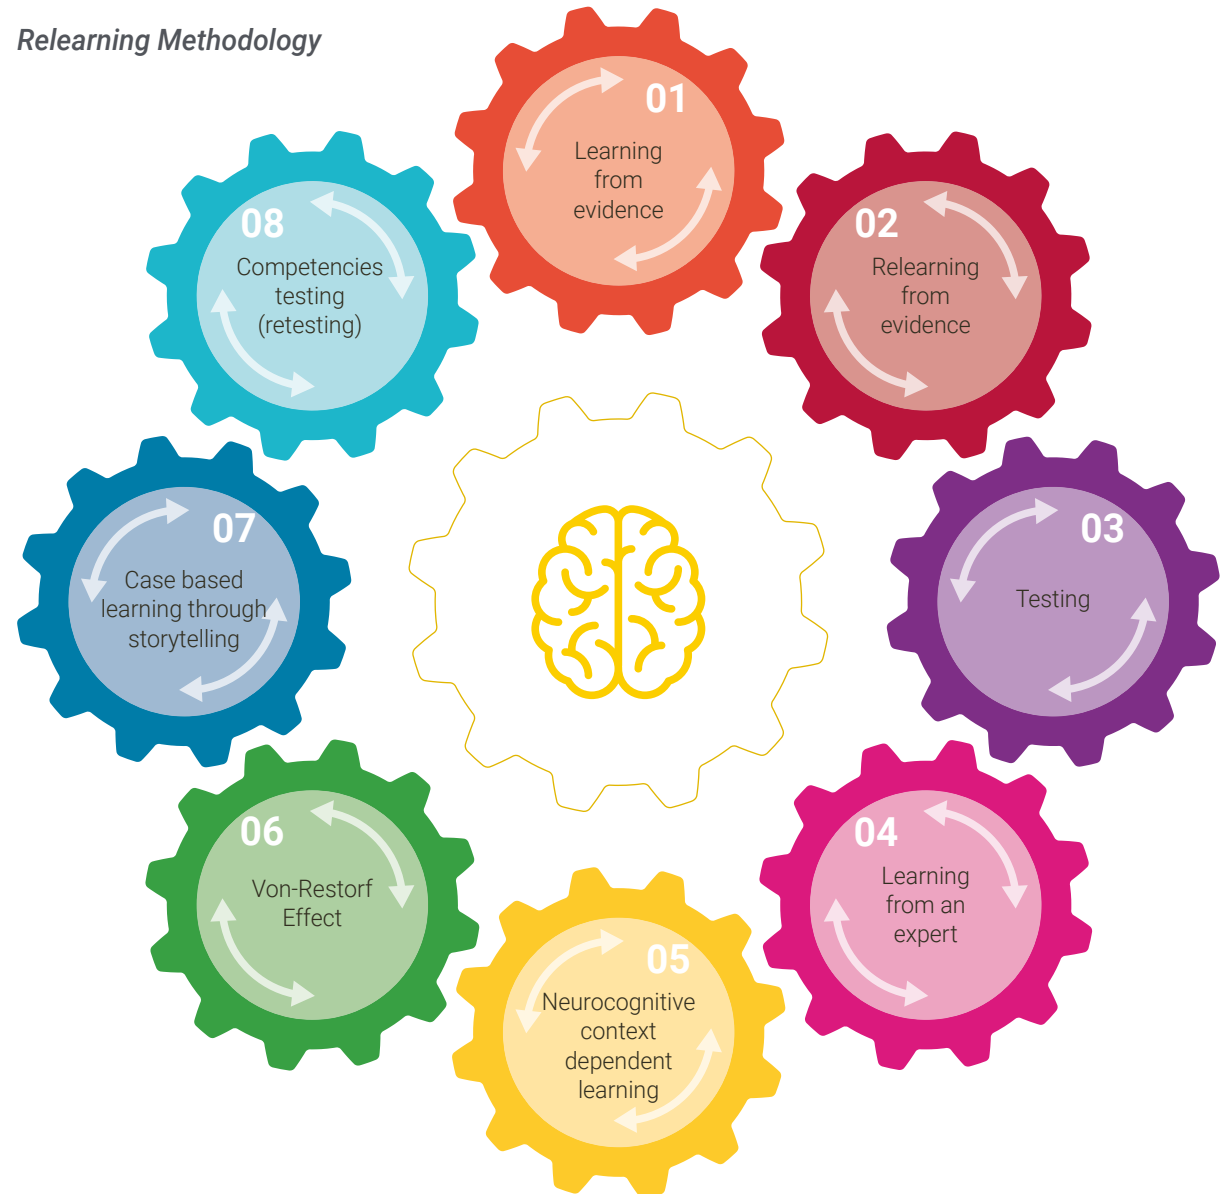 Relearning Methodology
01
Learning
from
evidence
02
Relearning
from
evidence
03
Testing
04
Learning
from an
expert
05
Neurocognitive
context
dependent
learning
06
Von-Restorf
Effect
07
Case based
learning through
storytelling
08
Competencies
testing
(retesting)